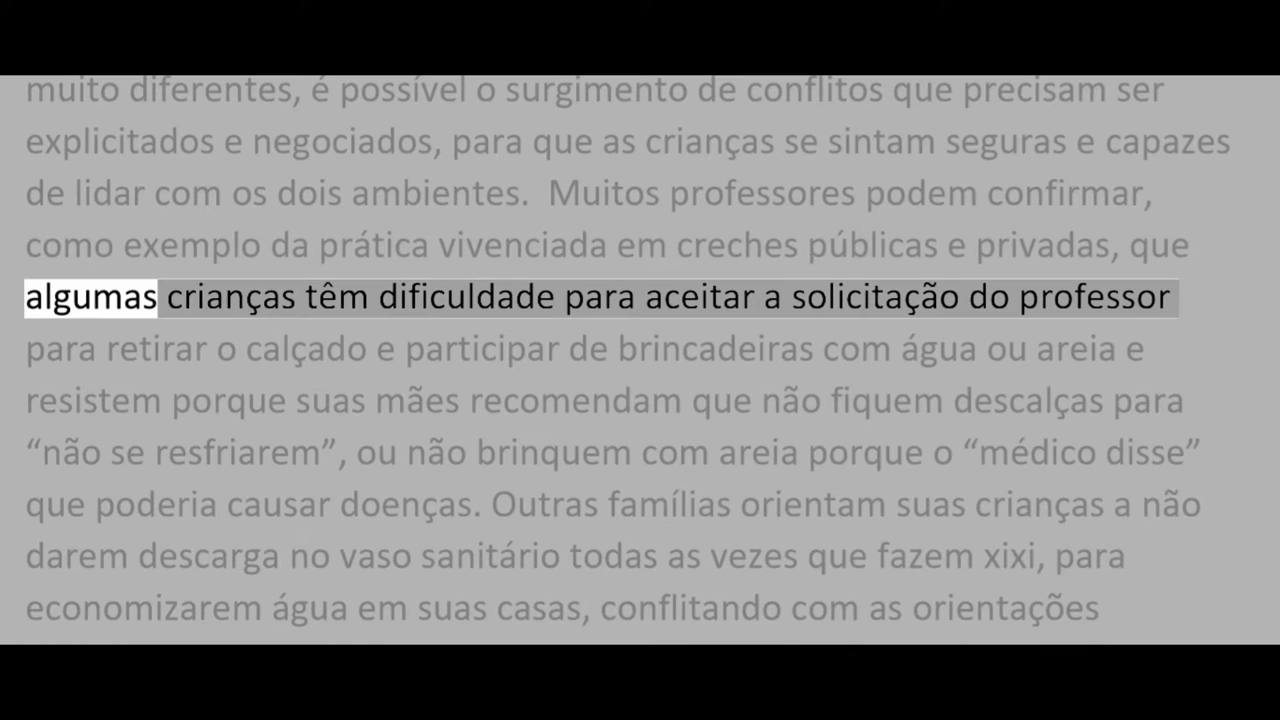 muito diferentes, é possível o surgimento de conflitos que precisam ser
explicitados e negociados, para que as crianças se sintam seguras e capazes
de lidar com os dois ambientes.  Muitos professores podem confirmar,
como exemplo da prática vivenciada em creches públicas e privadas, que
algumas crianças têm dificuldade para aceitar a solicitação do professor
para retirar o calçado e participar de brincadeiras com água ou areia e
resistem porque suas mães recomendam que não fiquem descalças para
“não se resfriarem”, ou não brinquem com areia porque o “médico disse”
que poderia causar doenças. Outras famílias orientam suas crianças a não
darem descarga no vaso sanitário todas as vezes que fazem xixi, para
economizarem água em suas casas, conflitando com as orientações